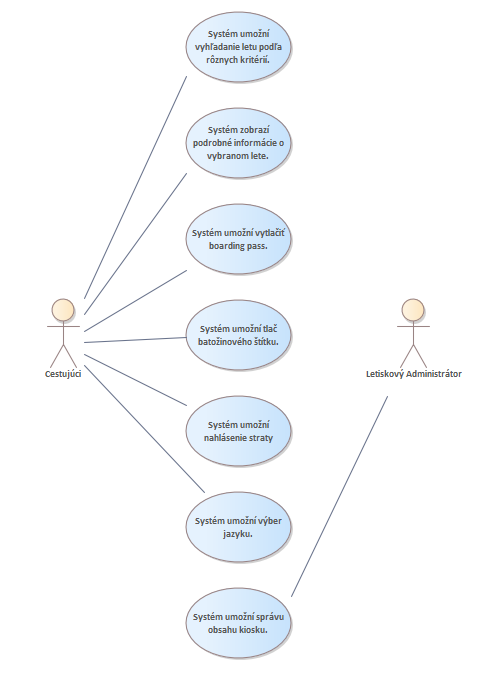 Systém umožní
vyhľadanie letu podľa
rôznych kritérií.
Systém zobrazí
podrobné informácie o
vybranom lete.
Systém umožní vytlačiť
boarding pass.
Systém umožní tlač
batožinového štítku.
Cestujúci
Letiskový Administrátor
Systém umožní
nahlásenie straty
Systém umožní výber
jazyku.
Systém umožní správu
obsahu kiosku.